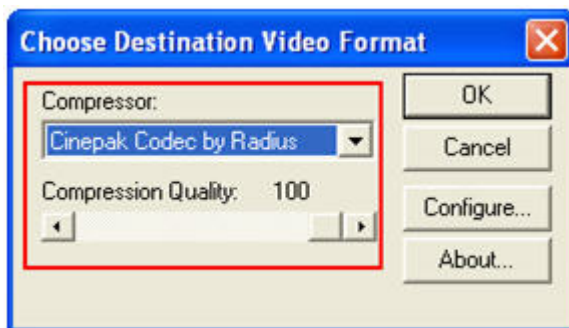 Choose Destination Video Format
Compressor:
Cinepak Codec by Radius
Compression Quality: 100
OK
Cancel
Configure...
About...